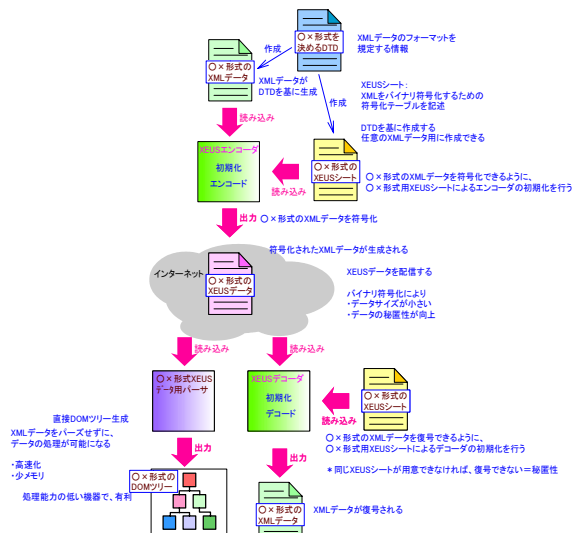 〇×形式を
決めるDTD
XMLデータのフォーマットを
規定する情報
作成
〇×形式の
XMLデータ
XMLデータが
DTDを基に生成
作成
XEUSシート:
XMLをバイナリ符号化するための
符号化テーブルを記述
DTDを基に作成する
任意のXMLデータ用に作成できる
読み込み
XEUSエンコーダ
初期化
エンコード
読み込み
〇×形式の
XEUSシート
〇×形式のXMLデータを符号化できるように、
〇×形式用XEUSシートによるエンコーダの初期化を行う
出力
〇×形式のXMLデータを符号化
符号化されたXMLデータが生成される
インターネット
〇×形式の
XEUSデータ
XEUSデータを配信する
バイナリ符号化により
・データサイズが小さい
・データの秘匿性が向上
読み込み
読み込み
〇×形式XEUS
データ用パーサ
XEUSデコーダ
初期化
デコード
読み込み
〇×形式の
XEUSシート
直接DOMツリー生成
XMLデータをパーズせずに、
データの処理が可能になる
・高速化
・少メモリ
処理能力の低い機器で、有利
〇×形式のXMLデータを復号できるように、
〇×形式用XEUSシートによるデコーダの初期化を行う
*同じXEUSシートが用意できなければ、復号できない=秘匿性
出力
出力
〇×形式の
DOMツリー
〇×形式の
XMLデータ
XMLデータが復号される